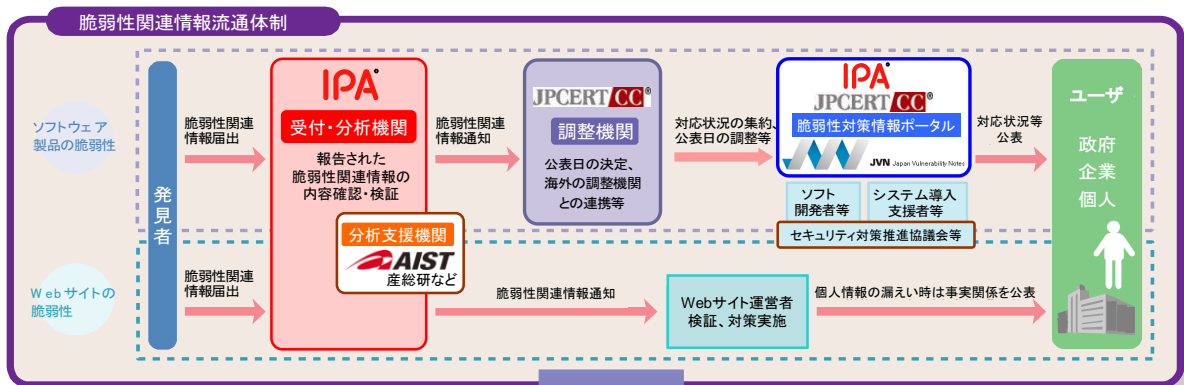 脆弱性関連情報流通体制
ソフトウェア
製品の脆弱性
Webサイトの
脆弱性
発見者
脆弱性関連
情報届出
脆弱性関連
情報届出
IPA
受付・分析機関
報告された
脆弱性関連情報の
内容確認・検証
分析支援機関
AIST
産総研など
脆弱性関連
情報通知
JPCERT CC®
調整機関
公表日の決定、
海外の調整機関
との連携等
対応状況の集約、
公表日の調整等
IPA
JPCERT CC®
脆弱性対策情報ポータル
JVN Japan Vulnerability Notes
ソフト
開発者等
システム導入
支援者等
セキュリティ対策推進協議会等
対応状況等
公表
脆弱性関連情報通知
Webサイト運営者
検証、対策実施
個人情報の漏えい時は事実関係を公表
ユーザ
政府
企業
個人